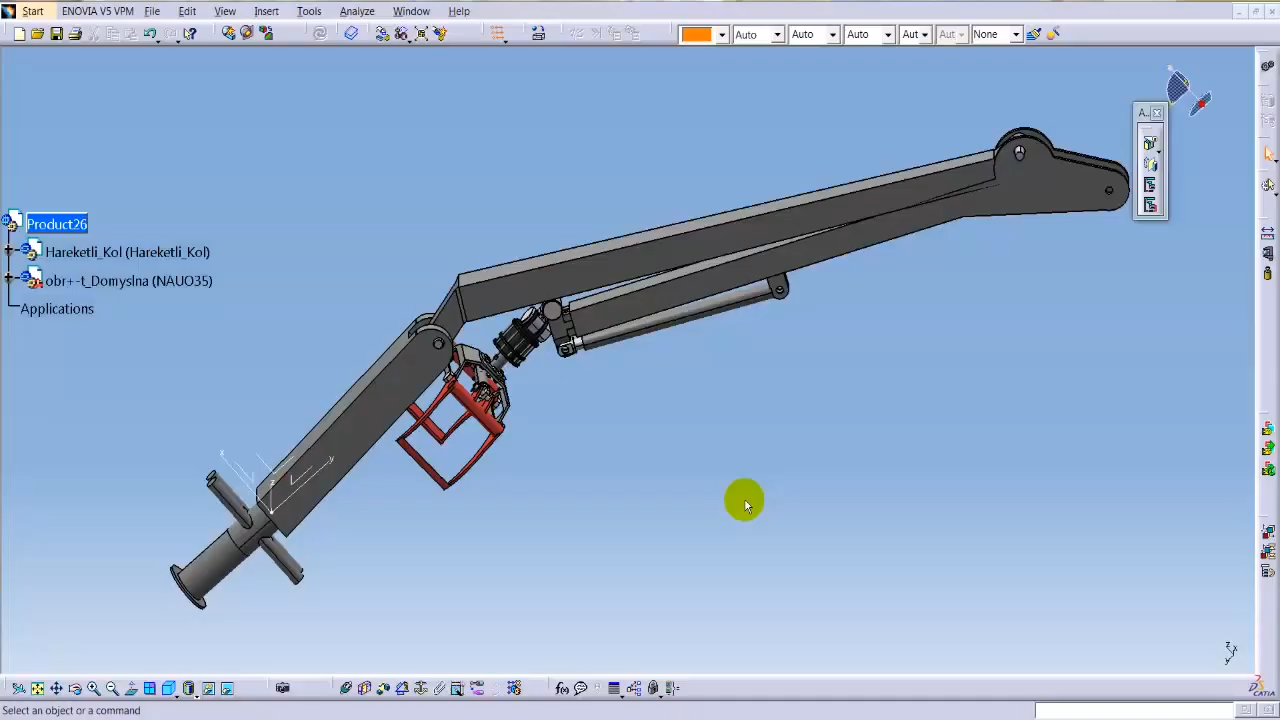 Start ENOVIA V5 VPM File Edit View Insert Tools Analyze Window Help
Auto Auto Auto Aut Aut None
A..
Product26
Hareketli_Kol (Hareketli_Kol)
obr+-t_Domyslna (NAUO35)
Applications
x y z
z y x
CATIA
Select an object or a command